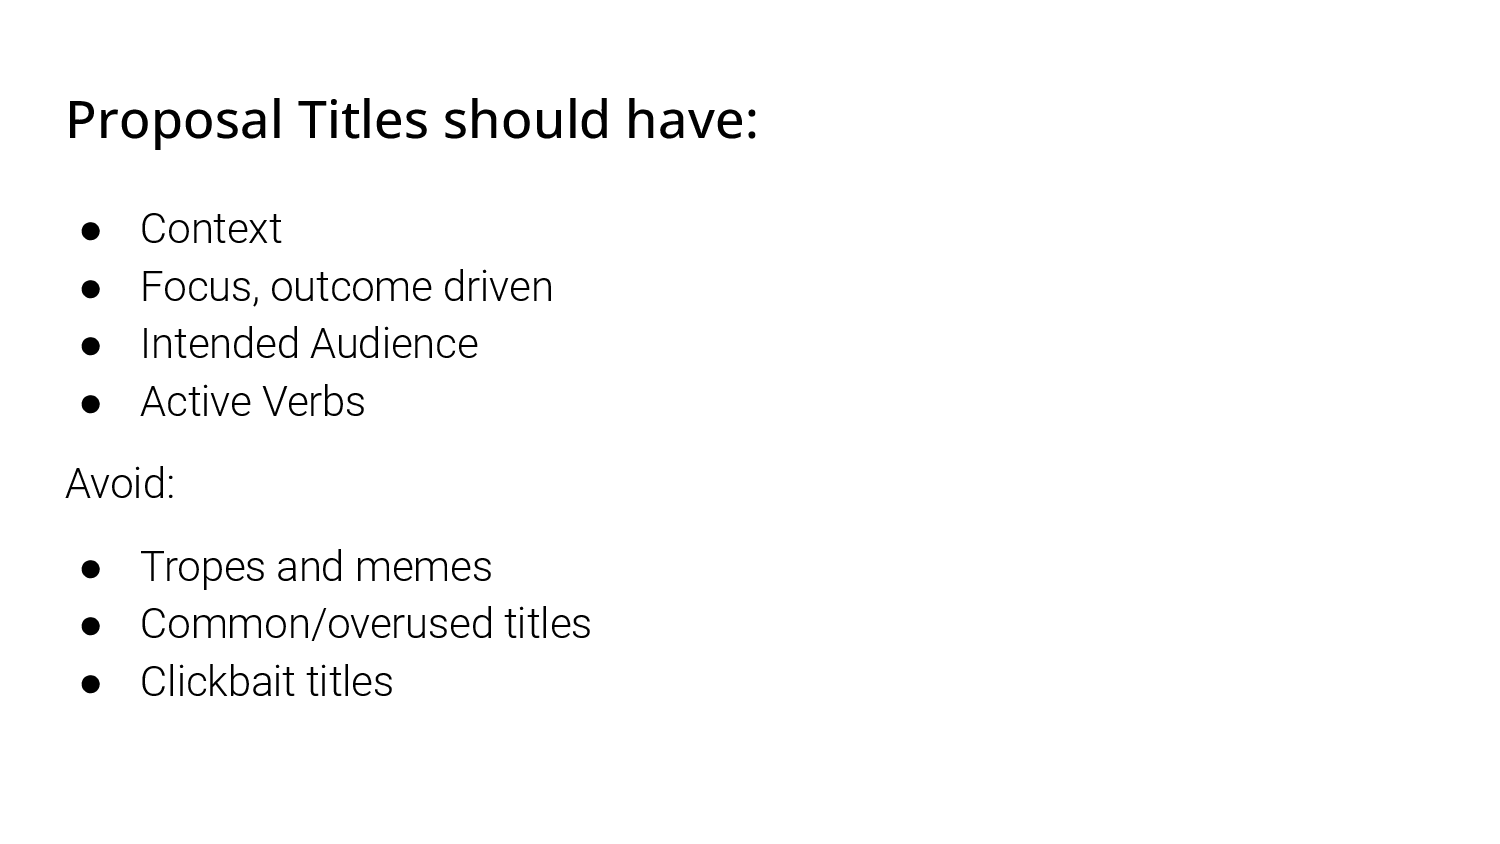 Proposal Titles should have:
● Context
● Focus, outcome driven
● Intended Audience
● Active Verbs
Avoid:
● Tropes and memes
● Common/overused titles
● Clickbait titles